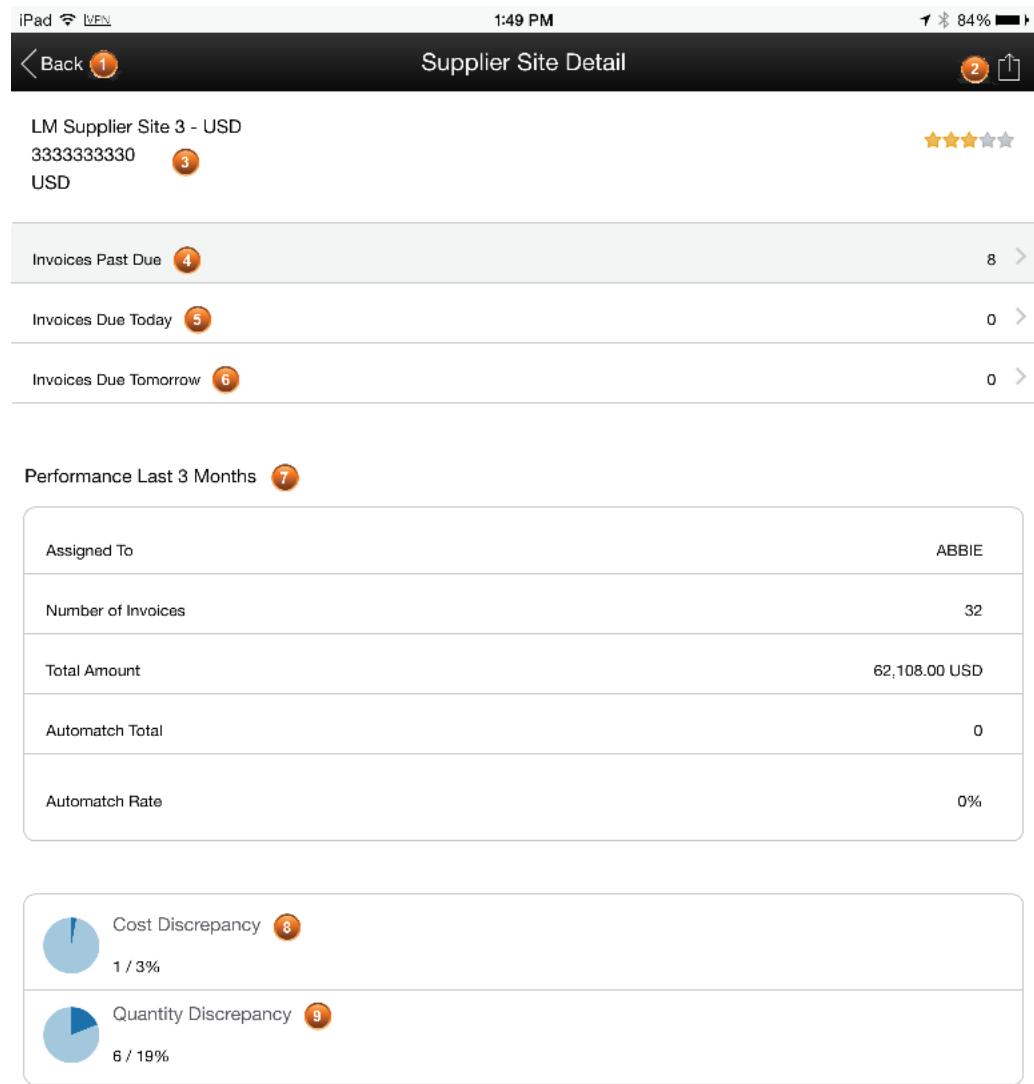 iPad VPN 1:49 PM 84%
Back 1 Supplier Site Detail 2
LM Supplier Site 3 - USD
3333333330 3
USD
Invoices Past Due 4 8
Invoices Due Today 5 0
Invoices Due Tomorrow 6 0
Performance Last 3 Months 7
Assigned To ABBIE
Number of Invoices 32
Total Amount 62,108.00 USD
Automatch Total 0
Automatch Rate 0%
Cost Discrepancy 8
1 / 3%
Quantity Discrepancy 9
6 / 19%